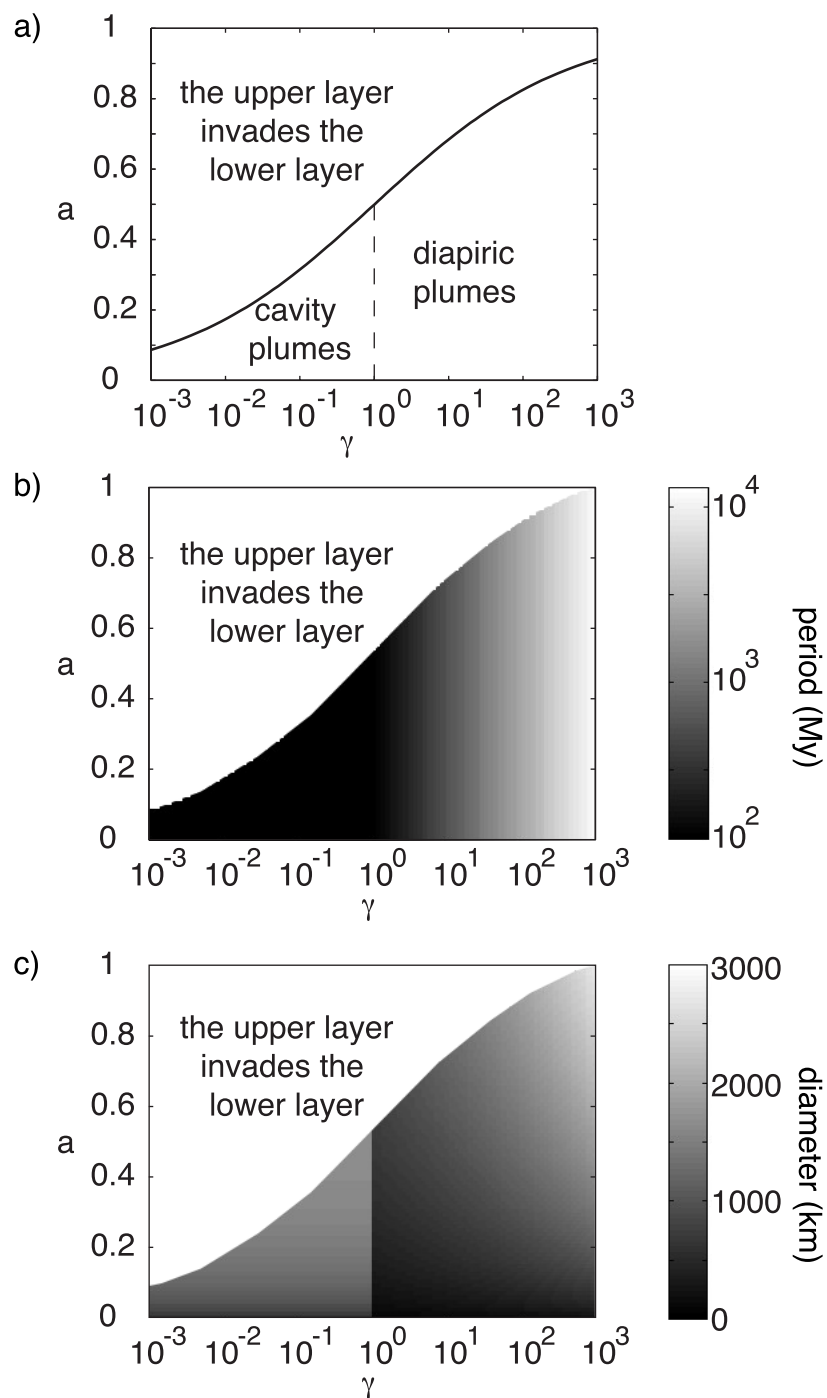 a)
1
0.8
0.6
0.4
0.2
0
a
the upper layer
invades the
lower layer
diapiric
plumes
cavity
plumes
10^-3 10^-2 10^-1 10^0 10^1 10^2 10^3
γ
b)
1
0.8
0.6
0.4
0.2
0
a
the upper layer
invades the
lower layer
10^-3 10^-2 10^-1 10^0 10^1 10^2 10^3
γ
10^4
10^3
10^2
period (My)
c)
1
0.8
0.6
0.4
0.2
0
a
the upper layer
invades the
lower layer
10^-3 10^-2 10^-1 10^0 10^1 10^2 10^3
γ
3000
2000
1000
0
diameter (km)